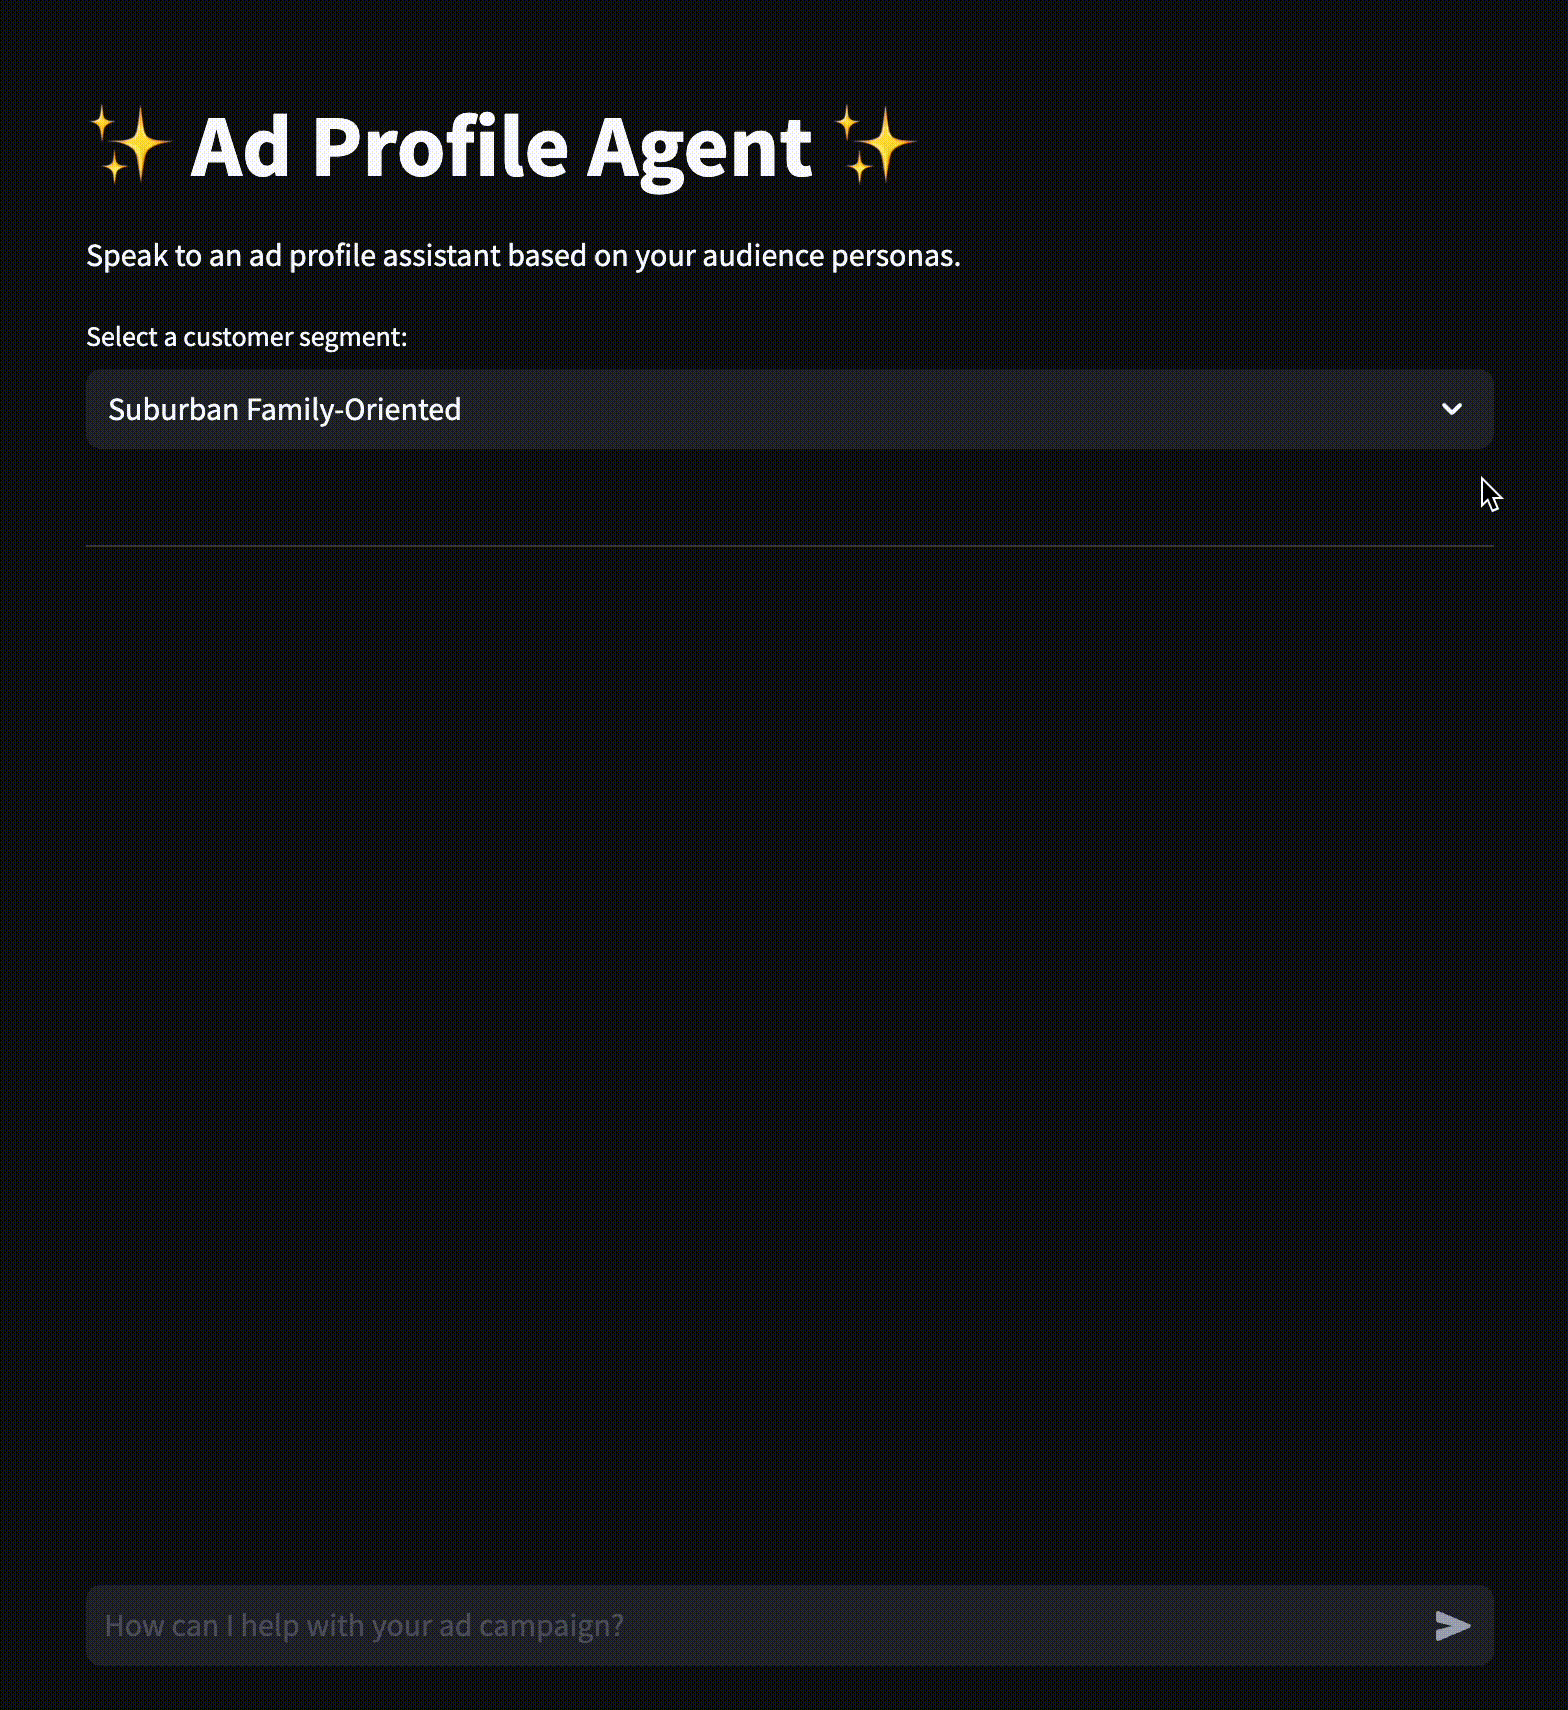 ✨ Ad Profile Agent ✨
Speak to an ad profile assistant based on your audience personas.
Select a customer segment:
Suburban Family-Oriented
How can I help with your ad campaign?